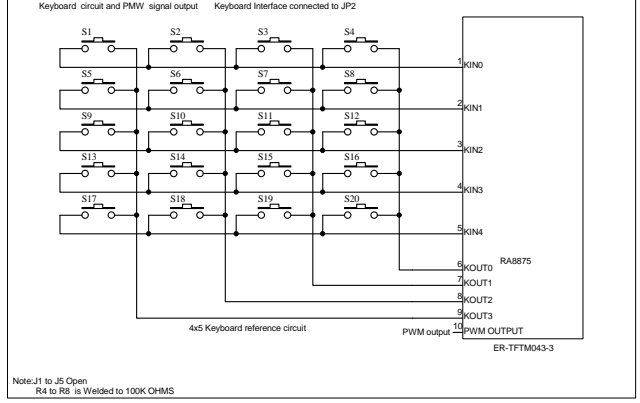 Keyboard circuit and PMW signal output Keyboard Interface connected to JP2
S1 S2 S3 S4
1 KIN0
S5 S6 S7 S8
2 KIN1
S9 S10 S11 S12
3 KIN2
S13 S14 S15 S16
4 KIN3
S17 S18 S19 S20
5 KIN4
6 KOUT0 RA8875
7 KOUT1
8 KOUT2
9 KOUT3
4x5 Keyboard reference circuit
PWM output 10 PWM OUTPUT
ER-TFTM043-3
Note:J1 to J5 Open
R4 to R8 is Welded to 100K OHMS